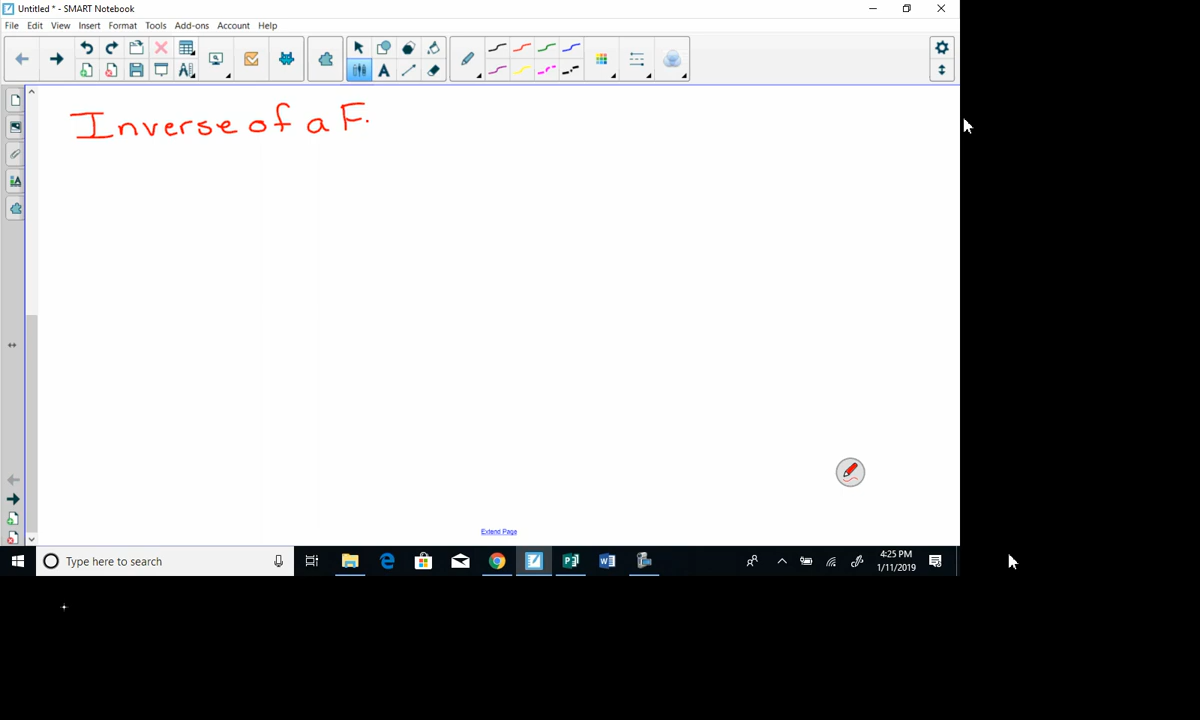 Untitled * - SMART Notebook
File Edit View Insert Format Tools Add-ons Account Help
Inverse of a F.
Extend Page
Type here to search
4:25 PM
1/11/2019